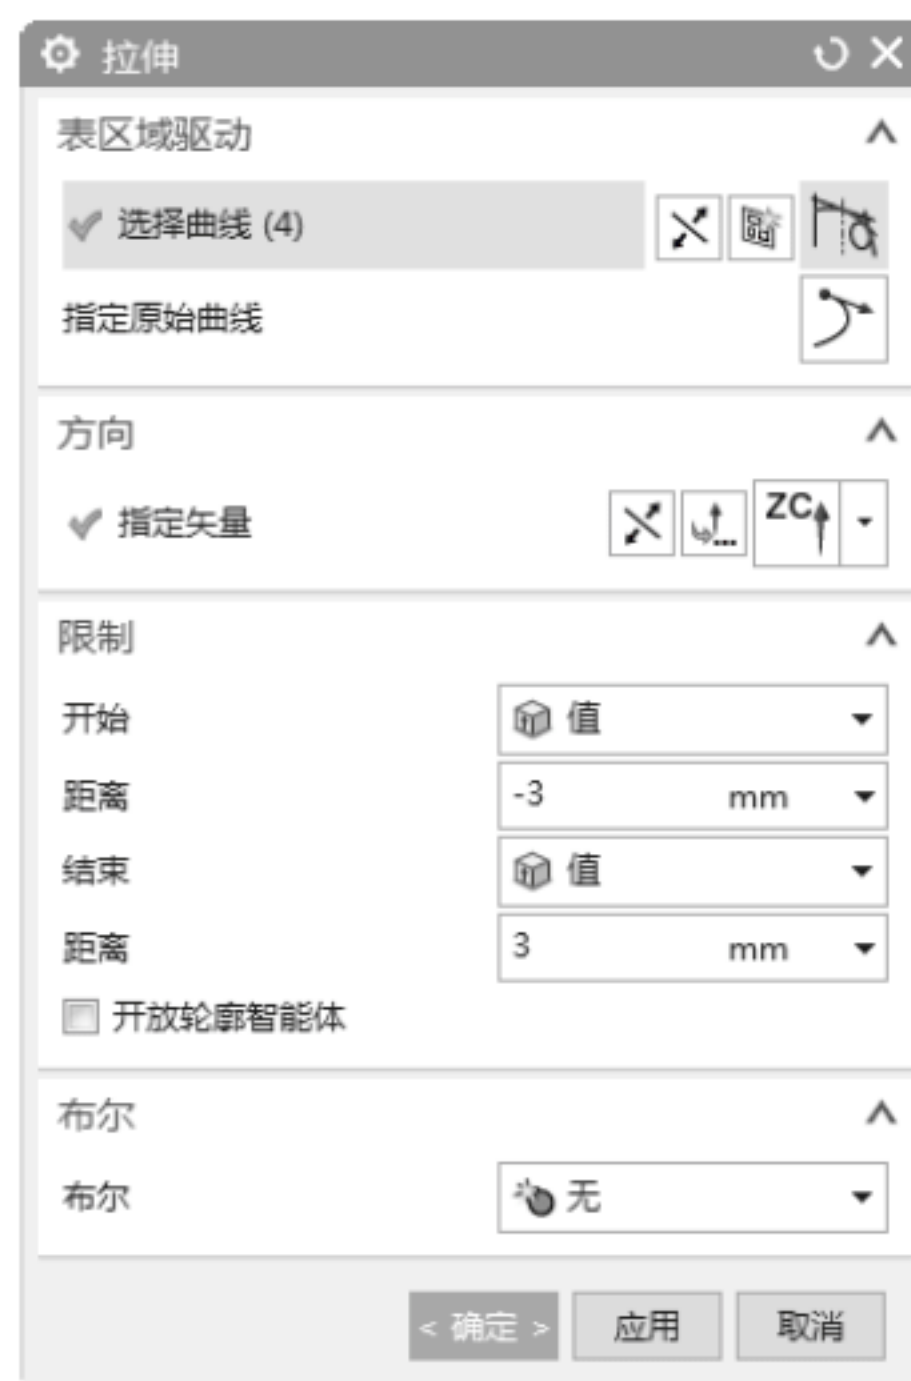 拉伸
表区域驱动
选择曲线 (4)
指定原始曲线
方向
指定矢量 ZC
限制
开始 值
距离 -3 mm
结束 值
距离 3 mm
开放轮廓智能体
布尔
布尔 无
< 确定 > 应用 取消